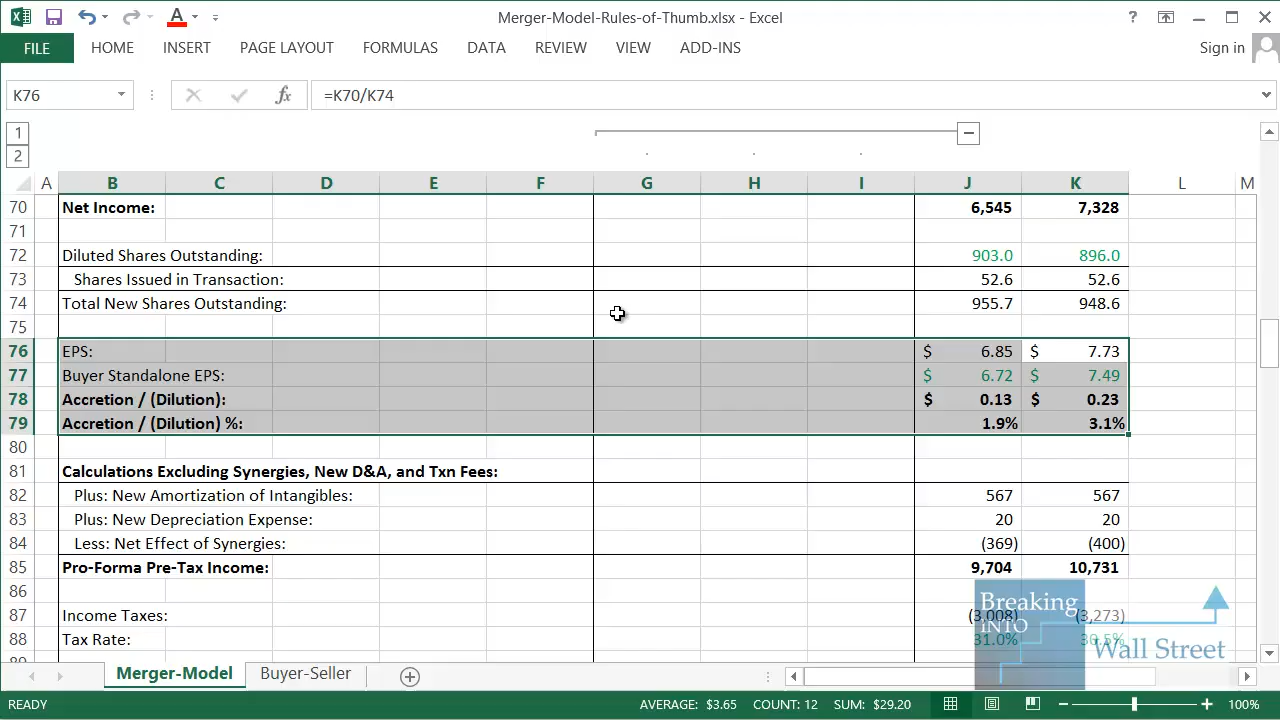 Merger-Model-Rules-of-Thumb.xlsx - Excel
?
FILE HOME INSERT PAGE LAYOUT FORMULAS DATA REVIEW VIEW ADD-INS Sign in
K76 fx =K70/K74
1
2
A B C D E F G H I J K L M
70 Net Income: 6,545 7,328
71
72 Diluted Shares Outstanding: 903.0 896.0
73 Shares Issued in Transaction: 52.6 52.6
74 Total New Shares Outstanding: 955.7 948.6
75
76 EPS: $ 6.85 $ 7.73
77 Buyer Standalone EPS: $ 6.72 $ 7.49
78 Accretion / (Dilution): $ 0.13 $ 0.23
79 Accretion / (Dilution) %: 1.9% 3.1%
80
81 Calculations Excluding Synergies, New D&A, and Txn Fees:
82 Plus: New Amortization of Intangibles: 567 567
83 Plus: New Depreciation Expense: 20 20
84 Less: Net Effect of Synergies: (369) (400)
85 Pro-Forma Pre-Tax Income: 9,704 10,731
86
87 Income Taxes: (3,008) (3,273)
88 Tax Rate: 31.0% 30.5%
Breaking
INTO
Wall Street
Merger-Model Buyer-Seller
READY AVERAGE: $3.65 COUNT: 12 SUM: $29.20 100%